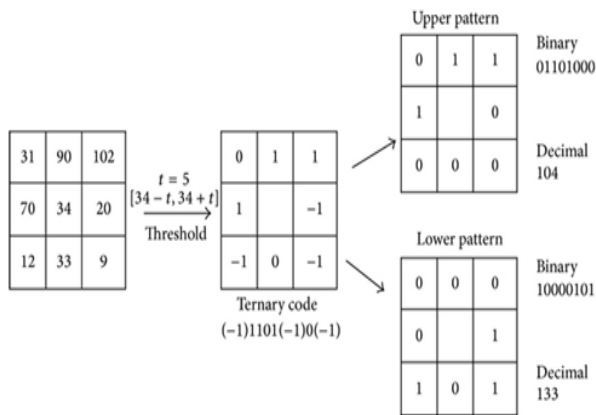 Upper pattern
0 1 1
1 0
0 0 0
Binary
01101000
Decimal
104
31 90 102
70 34 20
12 33 9
t = 5
[34 − t, 34 + t]
Threshold
0 1 1
1 −1
−1 0 −1
Ternary code
(−1)1101(−1)0(−1)
Lower pattern
0 0 0
0 1
1 0 1
Binary
10000101
Decimal
133